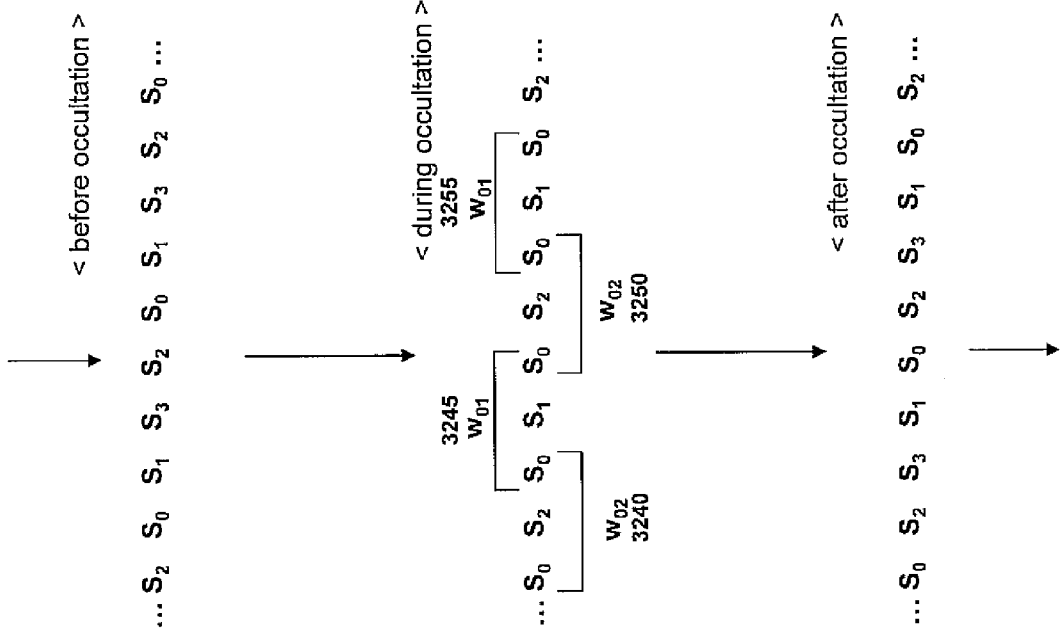 < before occultation >
... S₂ S₀ S₁ S₃ S₂ S₀ S₁ S₃ S₂ S₀ ...
< during occultation >
3245 3255
W₀₁ W₀₁
... S₀ S₂ S₀ S₁ S₀ S₂ S₀ S₁ S₀ S₂ ...
W₀₂ W₀₂
3240 3250
< after occultation >
... S₀ S₂ S₃ S₁ S₀ S₂ S₃ S₁ S₀ S₂ ...